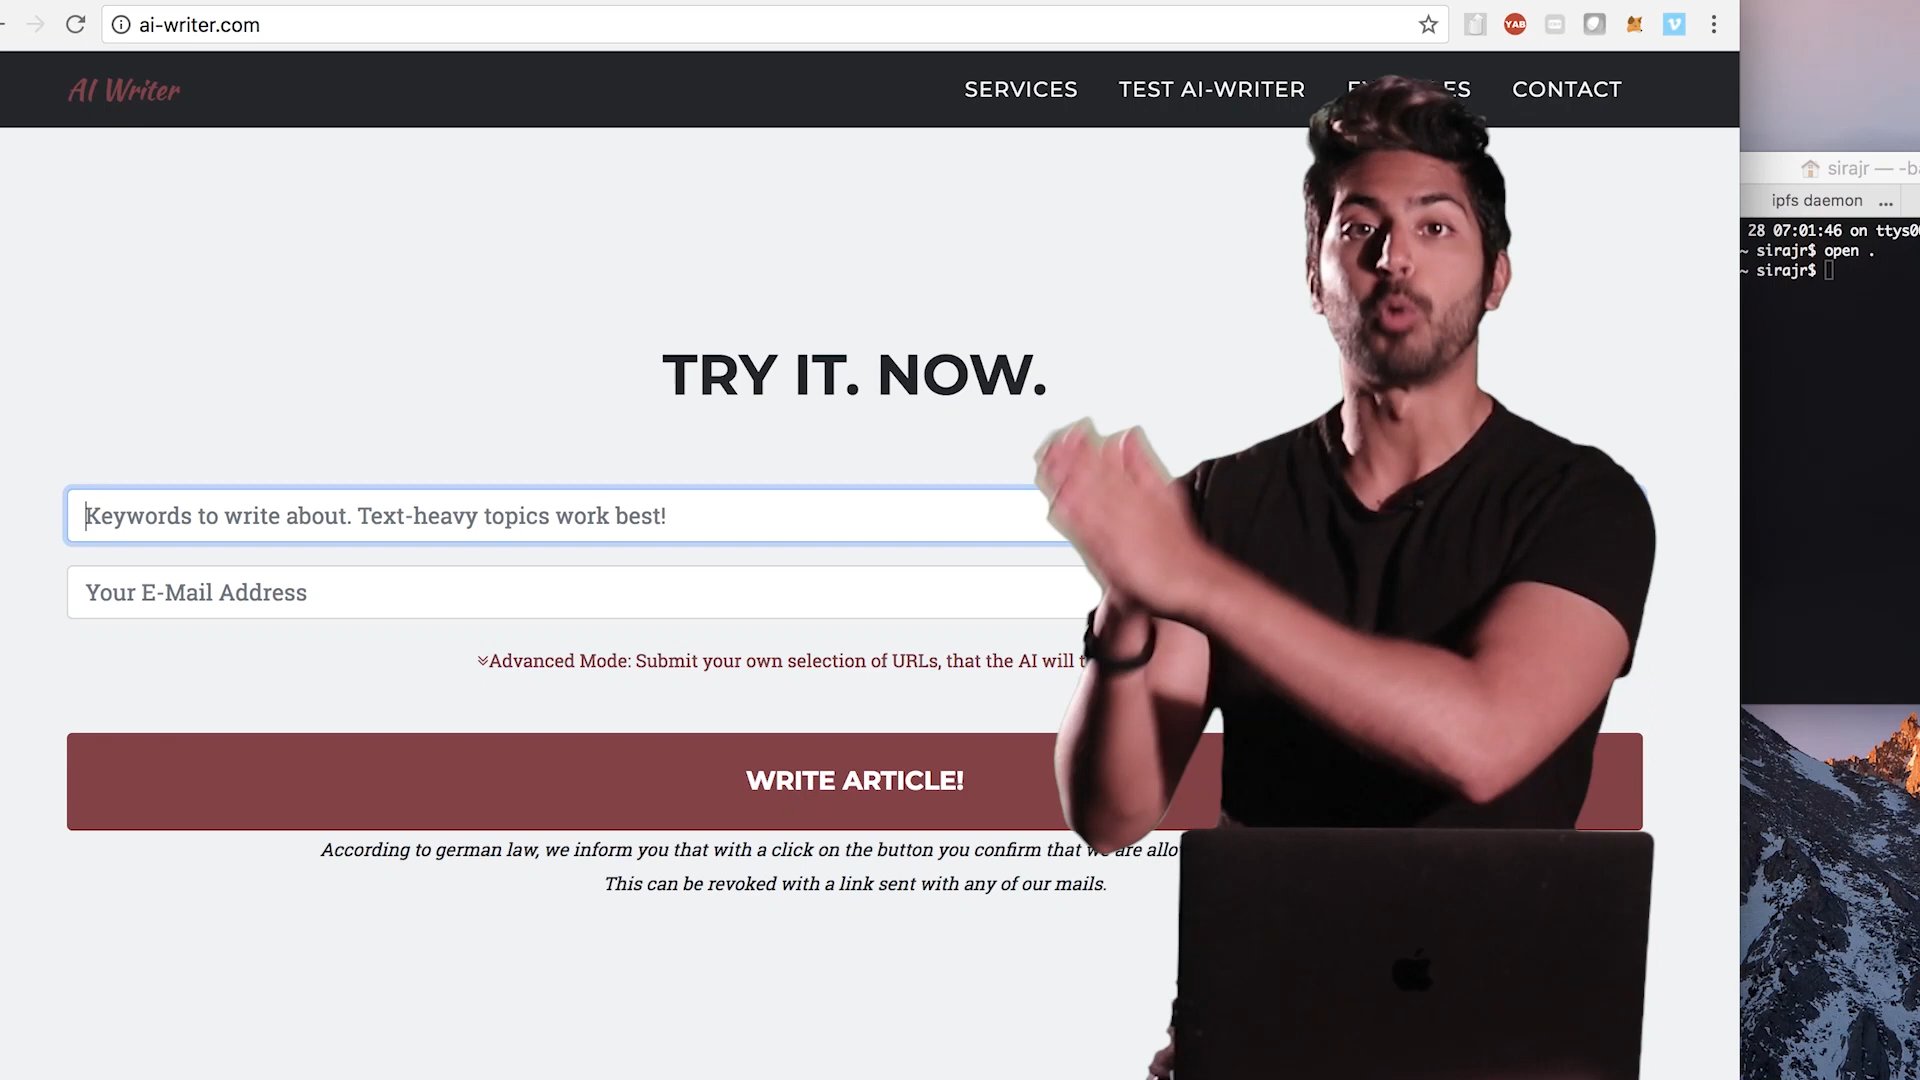 ai-writer.com
YAB
AI Writer
SERVICES TEST AI-WRITER CONTACT
TRY IT. NOW.
Keywords to write about. Text-heavy topics work best!
Your E-Mail Address
Advanced Mode: Submit your own selection of URLs, that the AI will
WRITE ARTICLE!
According to german law, we inform you that with a click on the button you confirm that we are
This can be revoked with a link sent with any of our mails.
sirajr —
ipfs daemon ...
28 07:01:46 on
~ sirajr$ open .
~ sirajr$